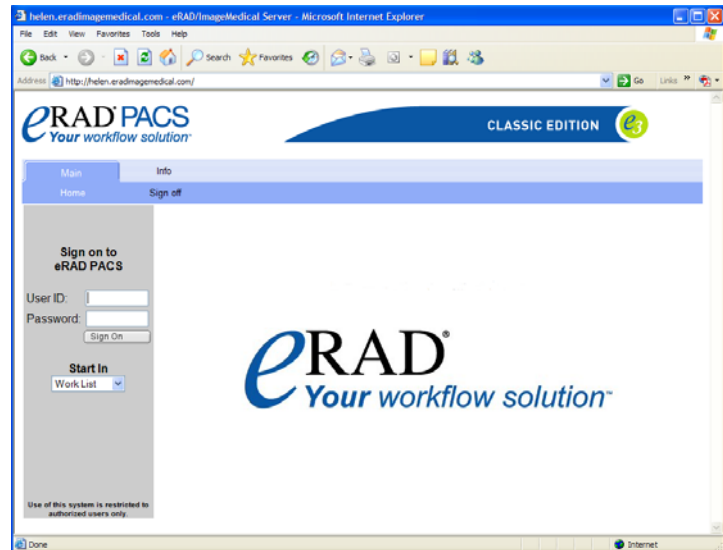 helen.eradimagemedical.com - eRAD/ImageMedical Server - Microsoft Internet Explorer
File Edit View Favorites Tools Help
Back Search Favorites
Address http://helen.eradimagemedical.com/ Go Links »
eRAD® PACS
Your workflow solution™
CLASSIC EDITION e3
Main Info
Home Sign off
Sign on to
eRAD PACS
User ID:
Password:
Sign On
Start In
Work List
eRAD®
Your workflow solution™
Use of this system is restricted to
authorized users only.
Done Internet